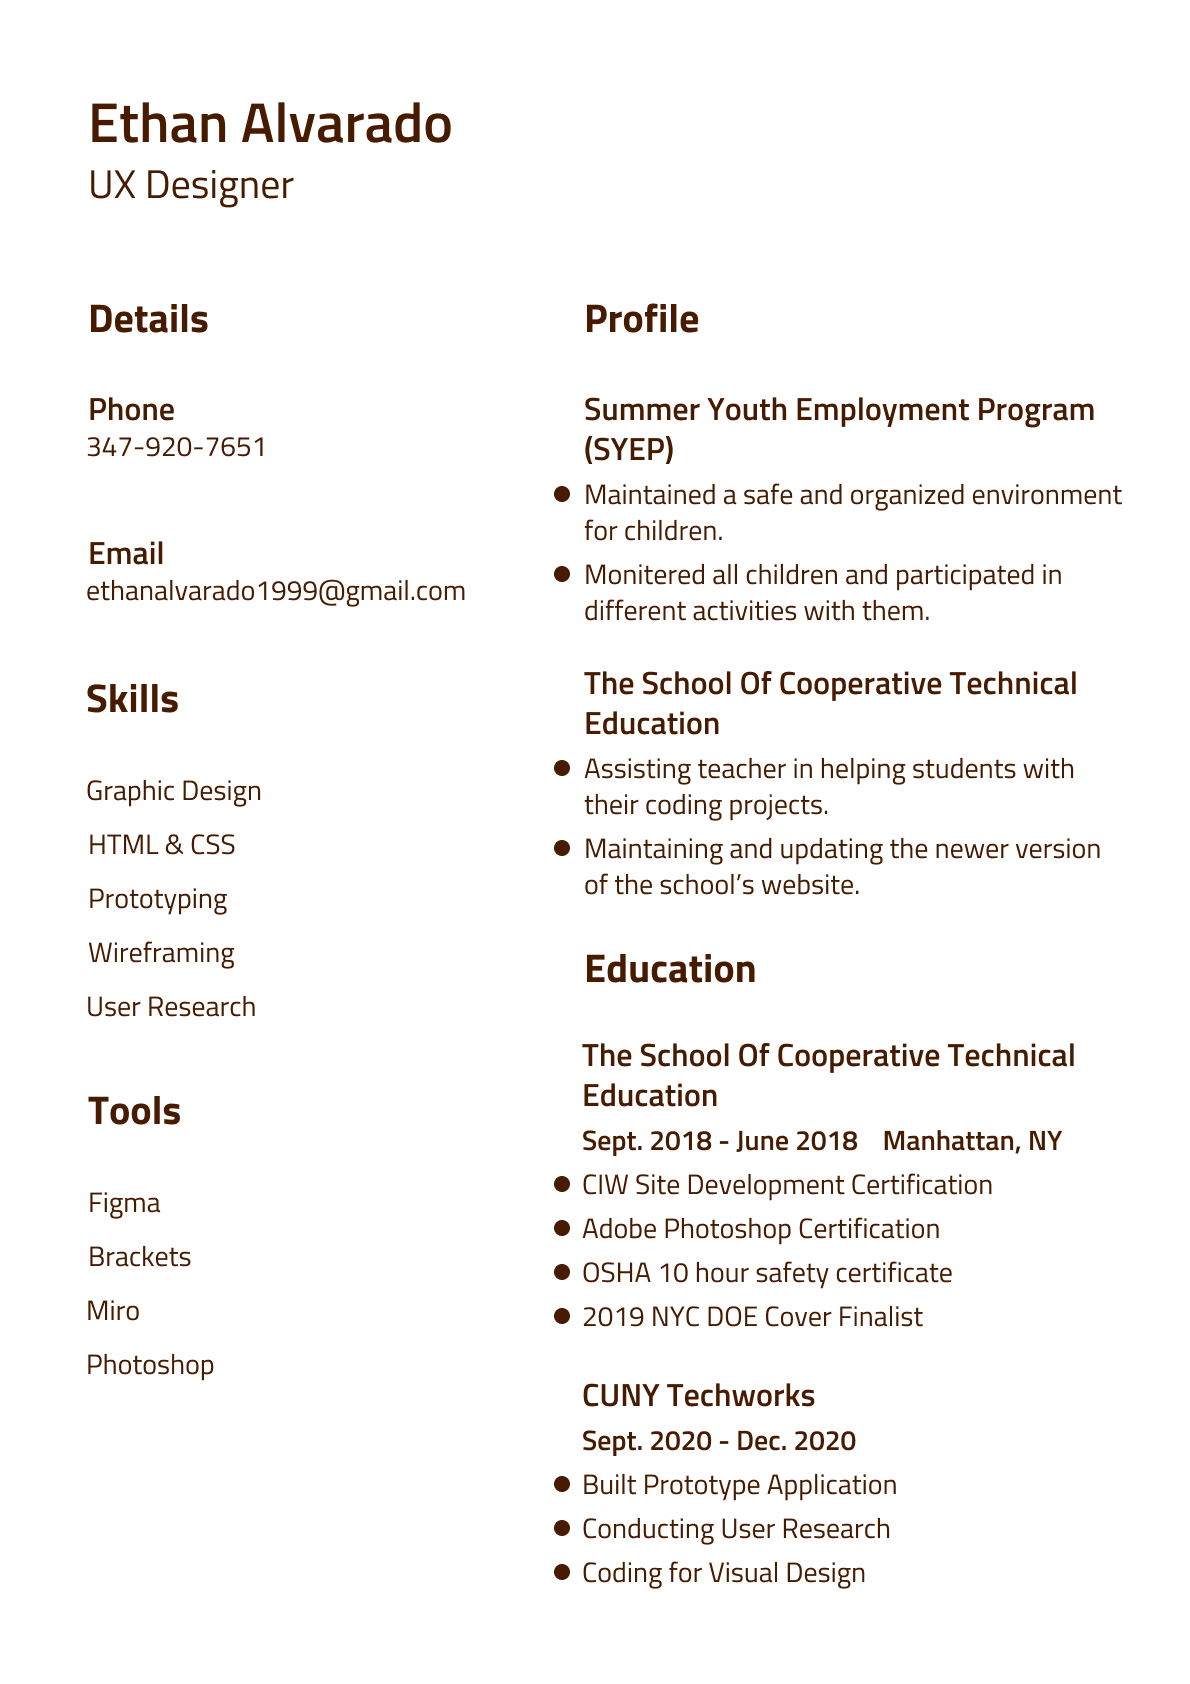 Ethan Alvarado
UX Designer
Details
Phone
347-920-7651
Email
ethanalvarado1999@gmail.com
Skills
Graphic Design
HTML & CSS
Prototyping
Wireframing
User Research
Tools
Figma
Brackets
Miro
Photoshop
Profile
Summer Youth Employment Program
(SYEP)
Maintained a safe and organized environment
for children.
Monitered all children and participated in
different activities with them.
The School Of Cooperative Technical
Education
Assisting teacher in helping students with
their coding projects.
Maintaining and updating the newer version
of the school’s website.
Education
The School Of Cooperative Technical
Education
Sept. 2018 - June 2018 Manhattan, NY
CIW Site Development Certification
Adobe Photoshop Certification
OSHA 10 hour safety certificate
2019 NYC DOE Cover Finalist
CUNY Techworks
Sept. 2020 - Dec. 2020
Built Prototype Application
Conducting User Research
Coding for Visual Design